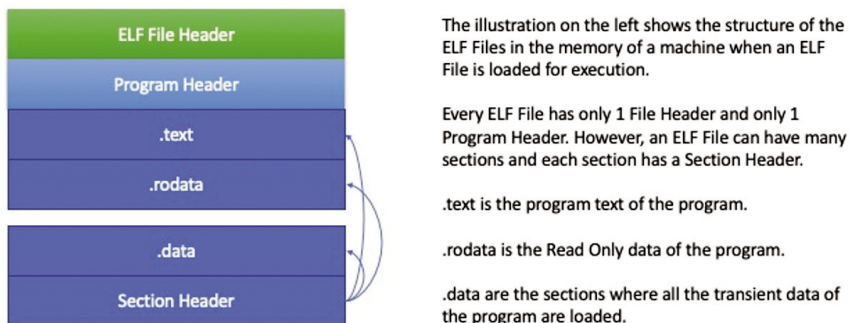 ELF File Header
Program Header
.text
.rodata
.data
Section Header
The illustration on the left shows the structure of the
ELF Files in the memory of a machine when an ELF
File is loaded for execution.
Every ELF File has only 1 File Header and only 1
Program Header. However, an ELF File can have many
sections and each section has a Section Header.
.text is the program text of the program.
.rodata is the Read Only data of the program.
.data are the sections where all the transient data of
the program are loaded.